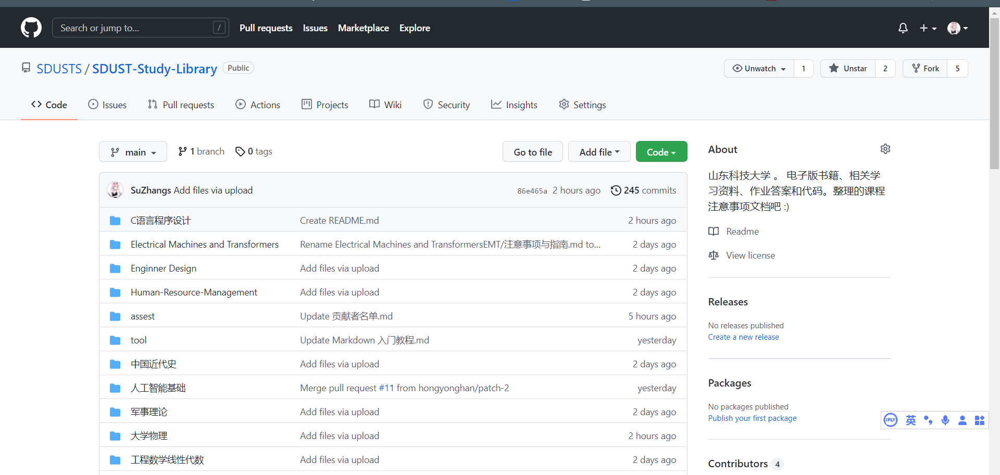 Search or jump to... /
Pull requests Issues Marketplace Explore
SDUSTS / SDUST-Study-Library Public
Unwatch 1 Unstar 2 Fork 5
Code Issues Pull requests Actions Projects Wiki Security Insights Settings
main 1 branch 0 tags Go to file Add file Code
SuZhangs Add files via upload 86e465a 2 hours ago 245 commits
C语言程序设计 Create README.md 2 hours ago
Electrical Machines and Transformers Rename Electrical Machines and TransformersEMT/注意事项与指南.md to... 2 days ago
Enginner Design Add files via upload 2 days ago
Human-Resource-Management Add files via upload 2 days ago
assest Update 贡献者名单.md 5 hours ago
tool Update Markdown 入门教程.md yesterday
中国近代史 Add files via upload 2 days ago
人工智能基础 Merge pull request #11 from hongyonghan/patch-2 yesterday
军事理论 Add files via upload 2 days ago
大学物理 Add files via upload 2 hours ago
工程数学线性代数 Add files via upload 2 days ago
About
山东科技大学 。 电子版书籍、相关学
习资料、作业答案和代码。整理的课程
注意事项文档吧 :)
Readme
View license
Releases
No releases published
Create a new release
Packages
No packages published
Publish your first package
iFLY 英
Contributors 4